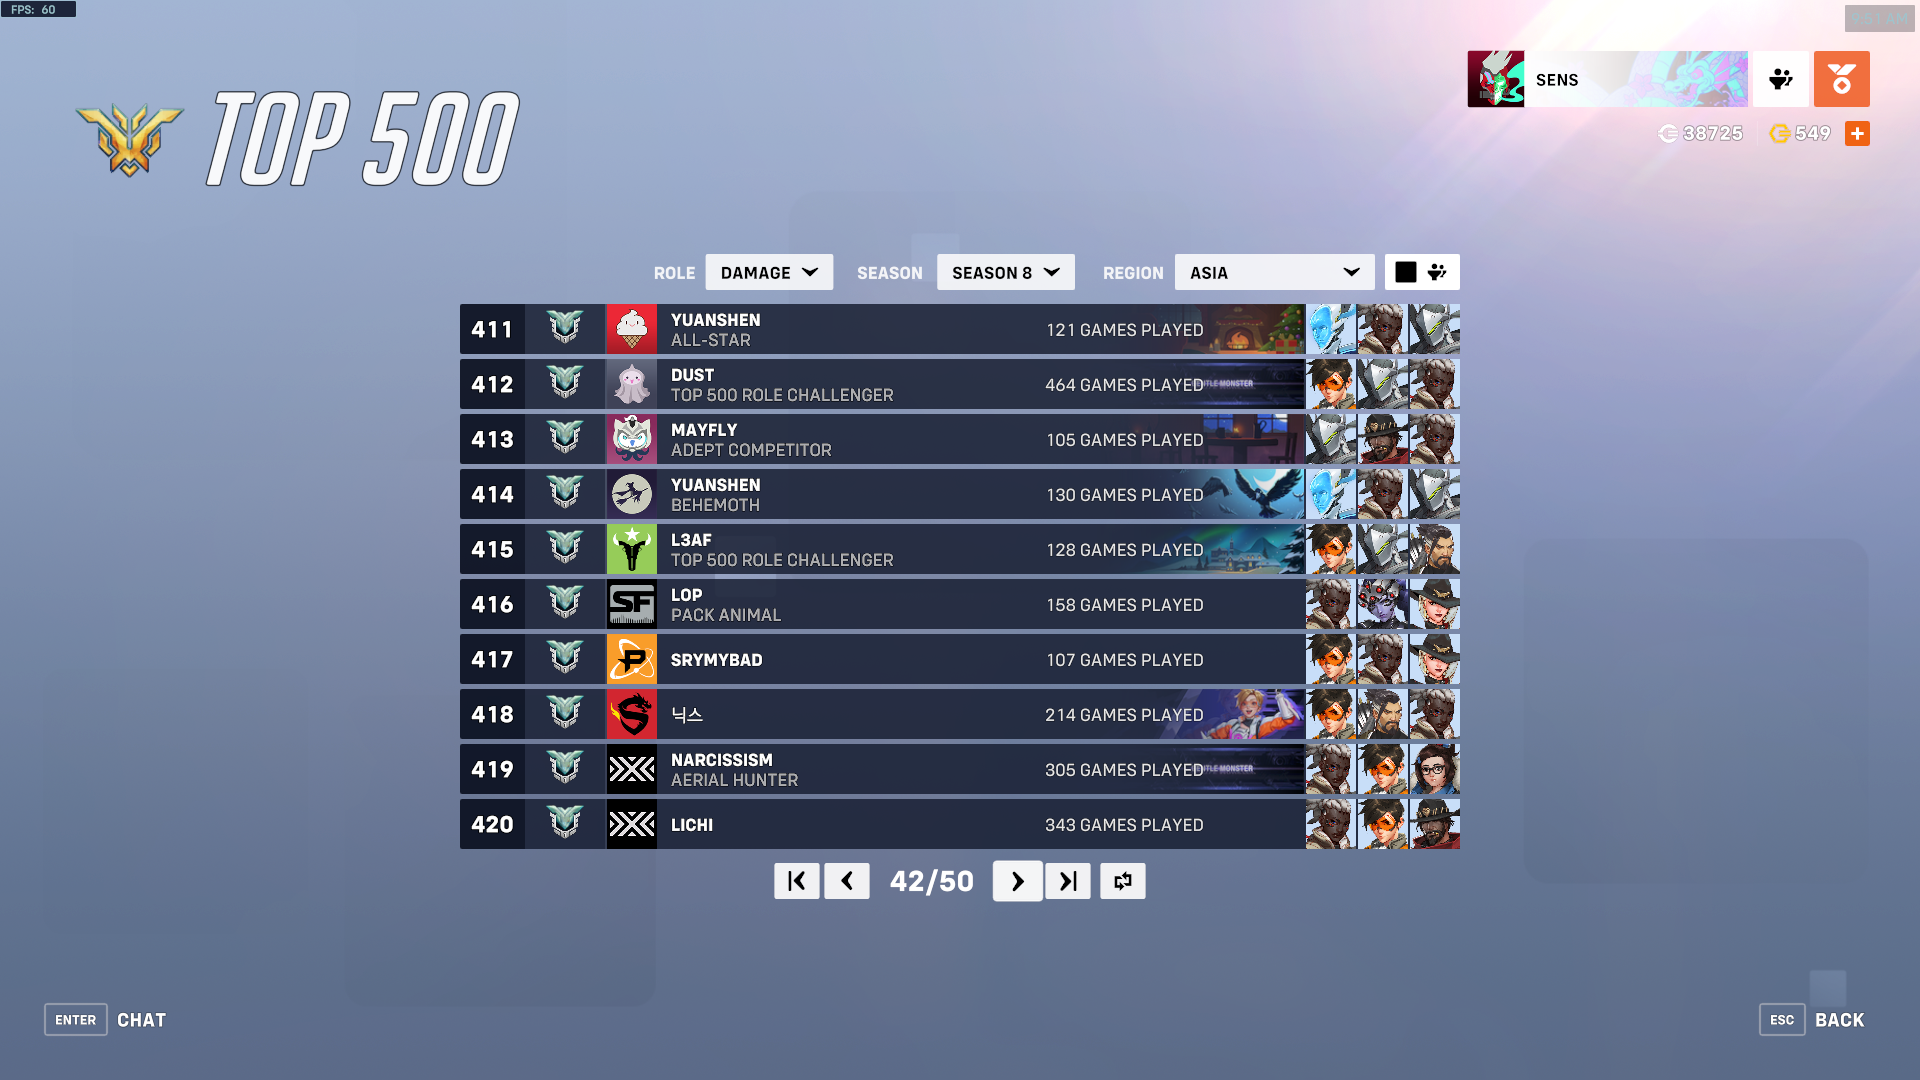 FPS: 60
TOP 500
SENS
38725
549
ROLE DAMAGE SEASON SEASON 8 REGION ASIA
411 YUANSHEN 121 GAMES PLAYED
ALL-STAR
412 DUST 464 GAMES PLAYED
TOP 500 ROLE CHALLENGER
413 MAYFLY 105 GAMES PLAYED
ADEPT COMPETITOR
414 YUANSHEN 130 GAMES PLAYED
BEHEMOTH
415 L3AF 128 GAMES PLAYED
TOP 500 ROLE CHALLENGER
416 SF LOP 158 GAMES PLAYED
PACK ANIMAL
417 P SRYMYBAD 107 GAMES PLAYED
418 S 닉스 214 GAMES PLAYED
419 NARCISSISM 305 GAMES PLAYED MONSTER
AERIAL HUNTER
420 LICHI 343 GAMES PLAYED
42/50
ENTER CHAT
ESC BACK